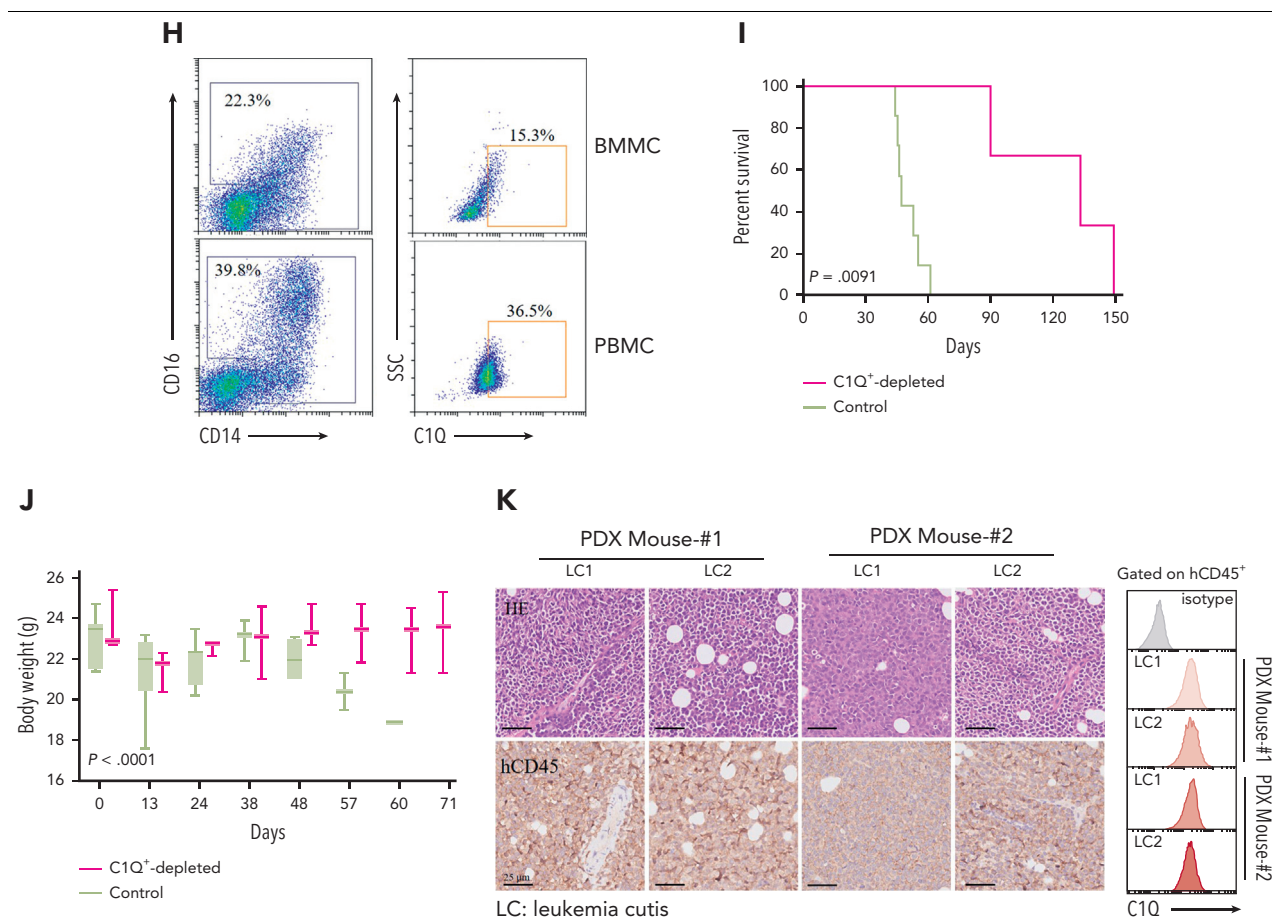 H
22.3%
15.3%
BMMC
39.8%
36.5%
PBMC
CD16
SSC
CD14
C1Q
I
100
80
60
40
20
0
Percent survival
P = .0091
0 30 60 90 120 150
Days
C1Q+-depleted
Control
J
26
24
22
20
18
16
Body weight (g)
P < .0001
0 13 24 38 48 57 60 71
Days
C1Q+-depleted
Control
K
PDX Mouse-#1 PDX Mouse-#2
LC1 LC2 LC1 LC2
HE
hCD45
25 μm
LC: leukemia cutis
Gated on hCD45+
isotype
LC1
LC2
LC1
LC2
PDX Mouse-#1
PDX Mouse-#2
C1Q